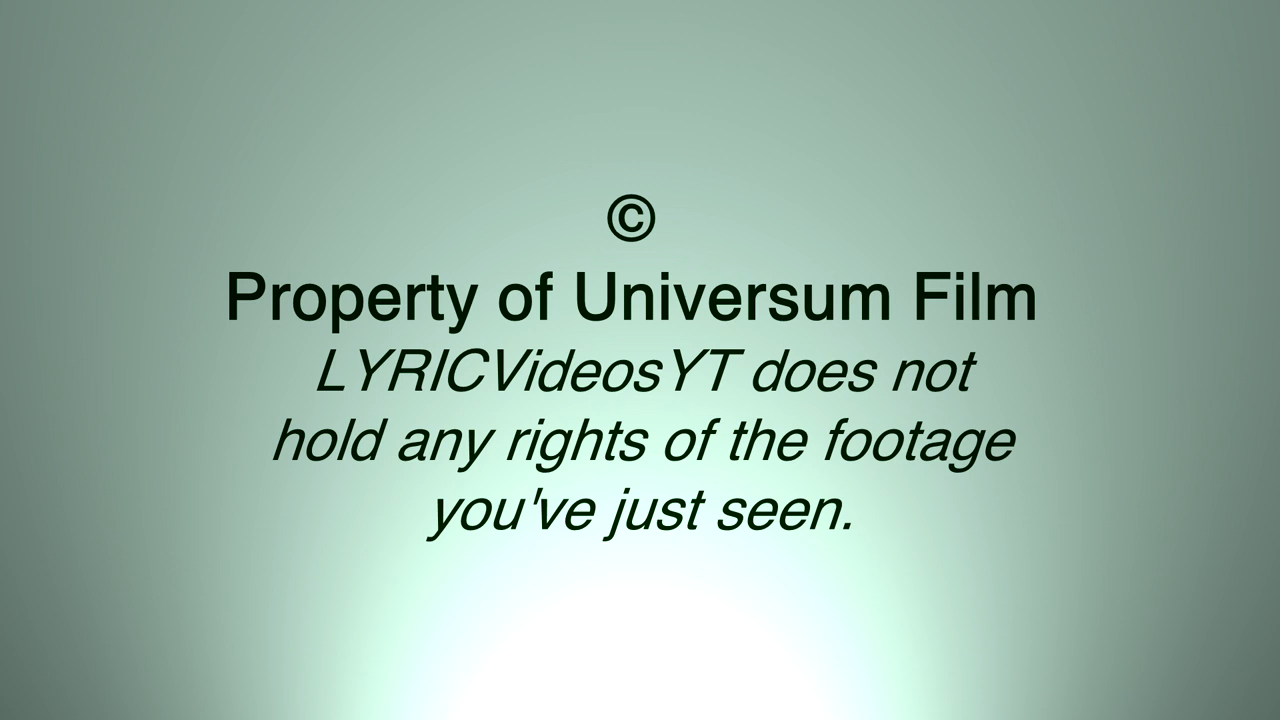 ©
Property of Universum Film
LYRICVideosYT does not
hold any rights of the footage
you've just seen.